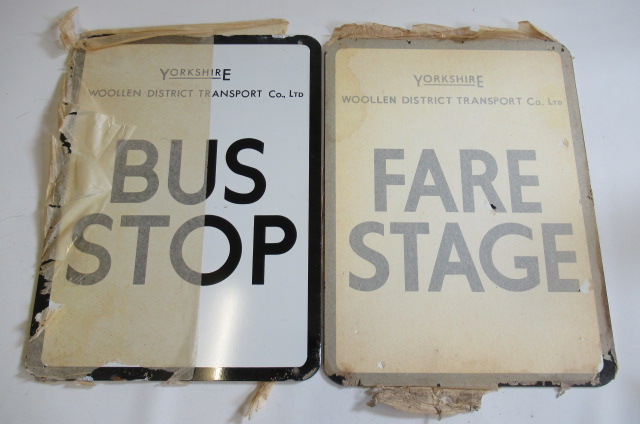 YORKSHIRE
WOOLLEN DISTRICT TRANSPORT Co., LTD
BUS
STOP
YORKSHIRE
WOOLLEN DISTRICT TRANSPORT Co. LTD
FARE
STAGE